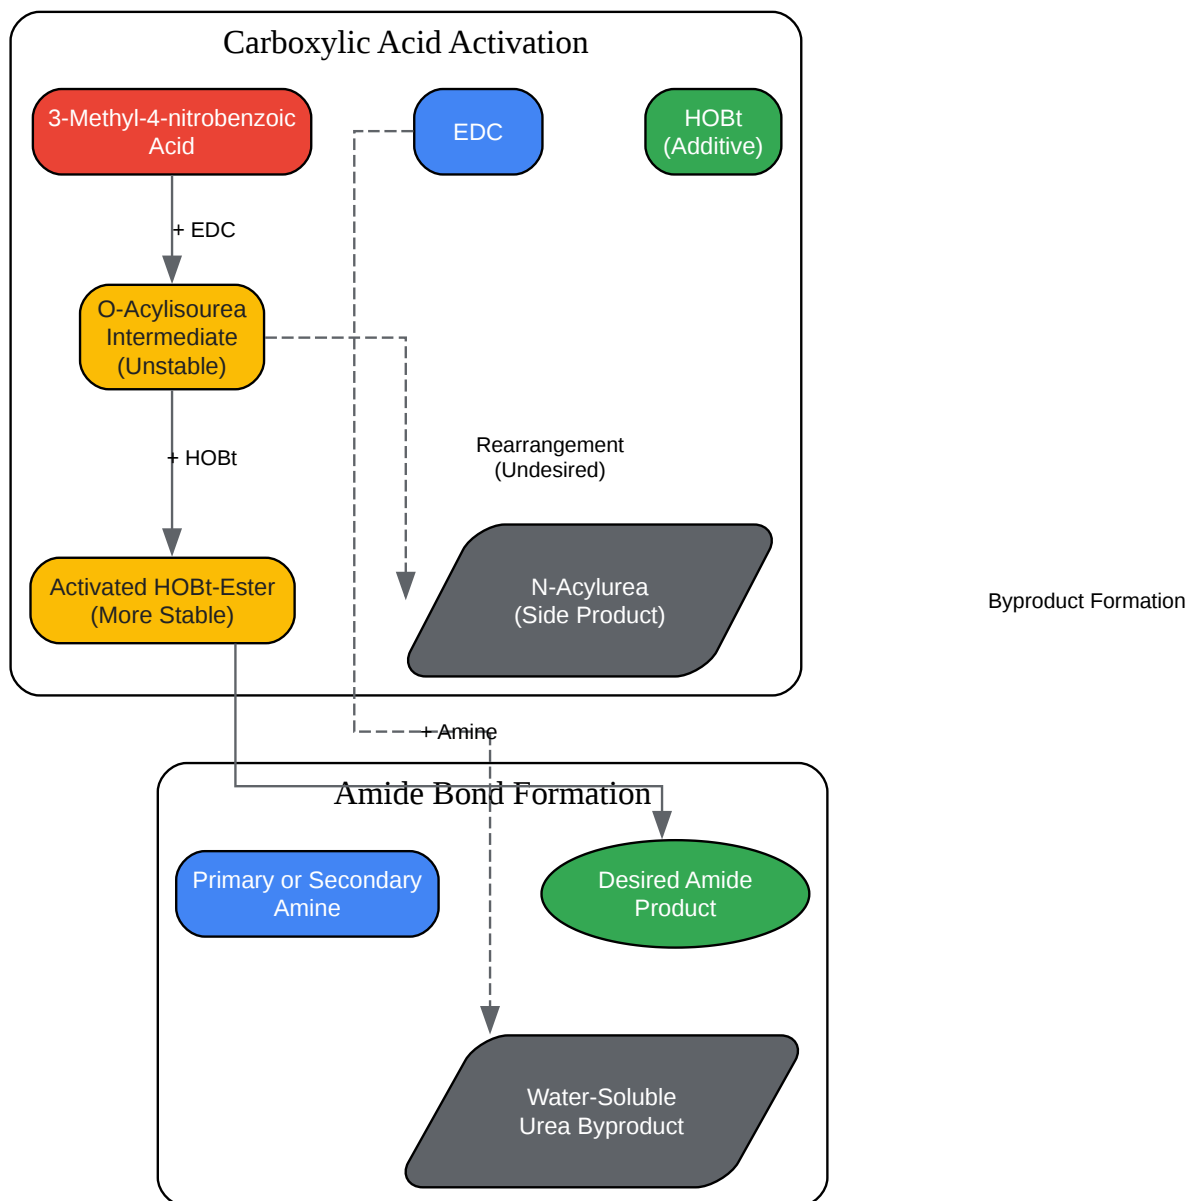 Carboxylic Acid Activation
3-Methyl-4-nitrobenzoic
Acid
EDC
HOBt
(Additive)
+ EDC
O-Acylisourea
Intermediate
(Unstable)
Rearrangement
(Undesired)
+ HOBt
Activated HOBt-Ester
(More Stable)
N-Acylurea
(Side Product)
Byproduct Formation
+ Amine
Amide Bond Formation
Primary or Secondary
Amine
Desired Amide
Product
Water-Soluble
Urea Byproduct